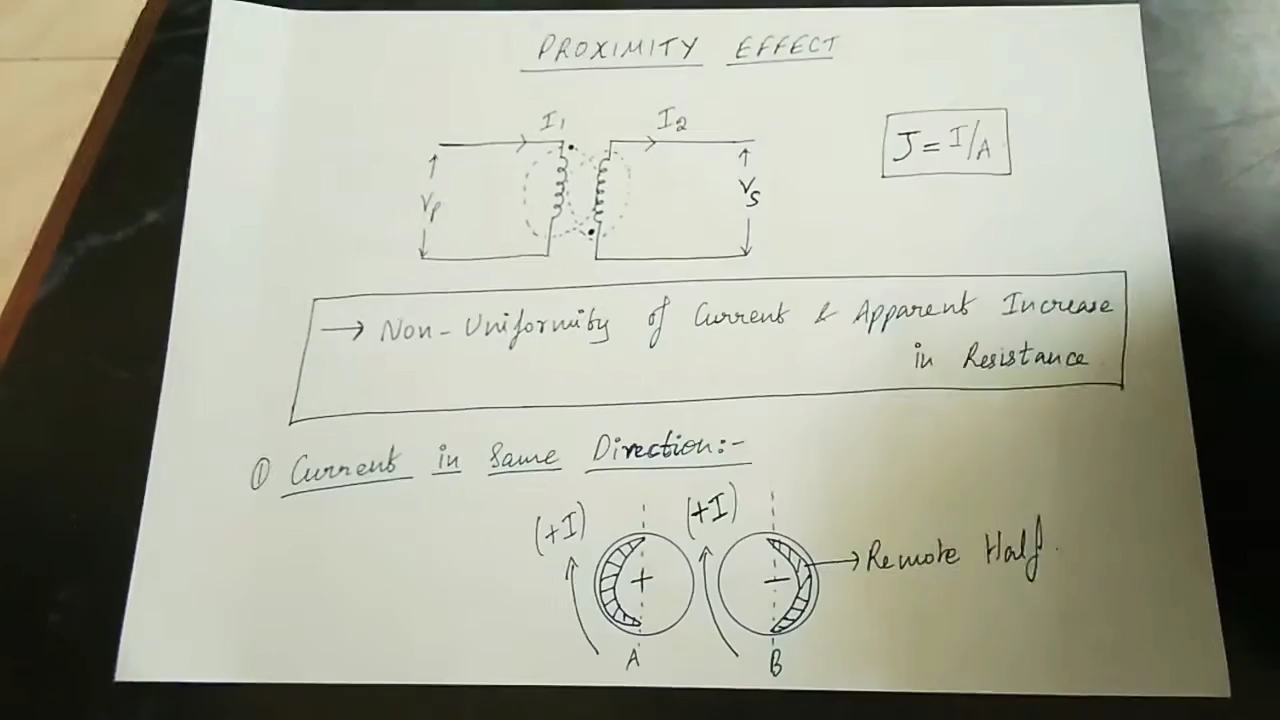 PROXIMITY EFFECT
I1 I2
J = I/A
Vp Vs
→ Non-Uniformity of Current & Apparent Increase
in Resistance
① Current in Same Direction:-
(+I) (+I)
+ −
→ Remote Half.
A B